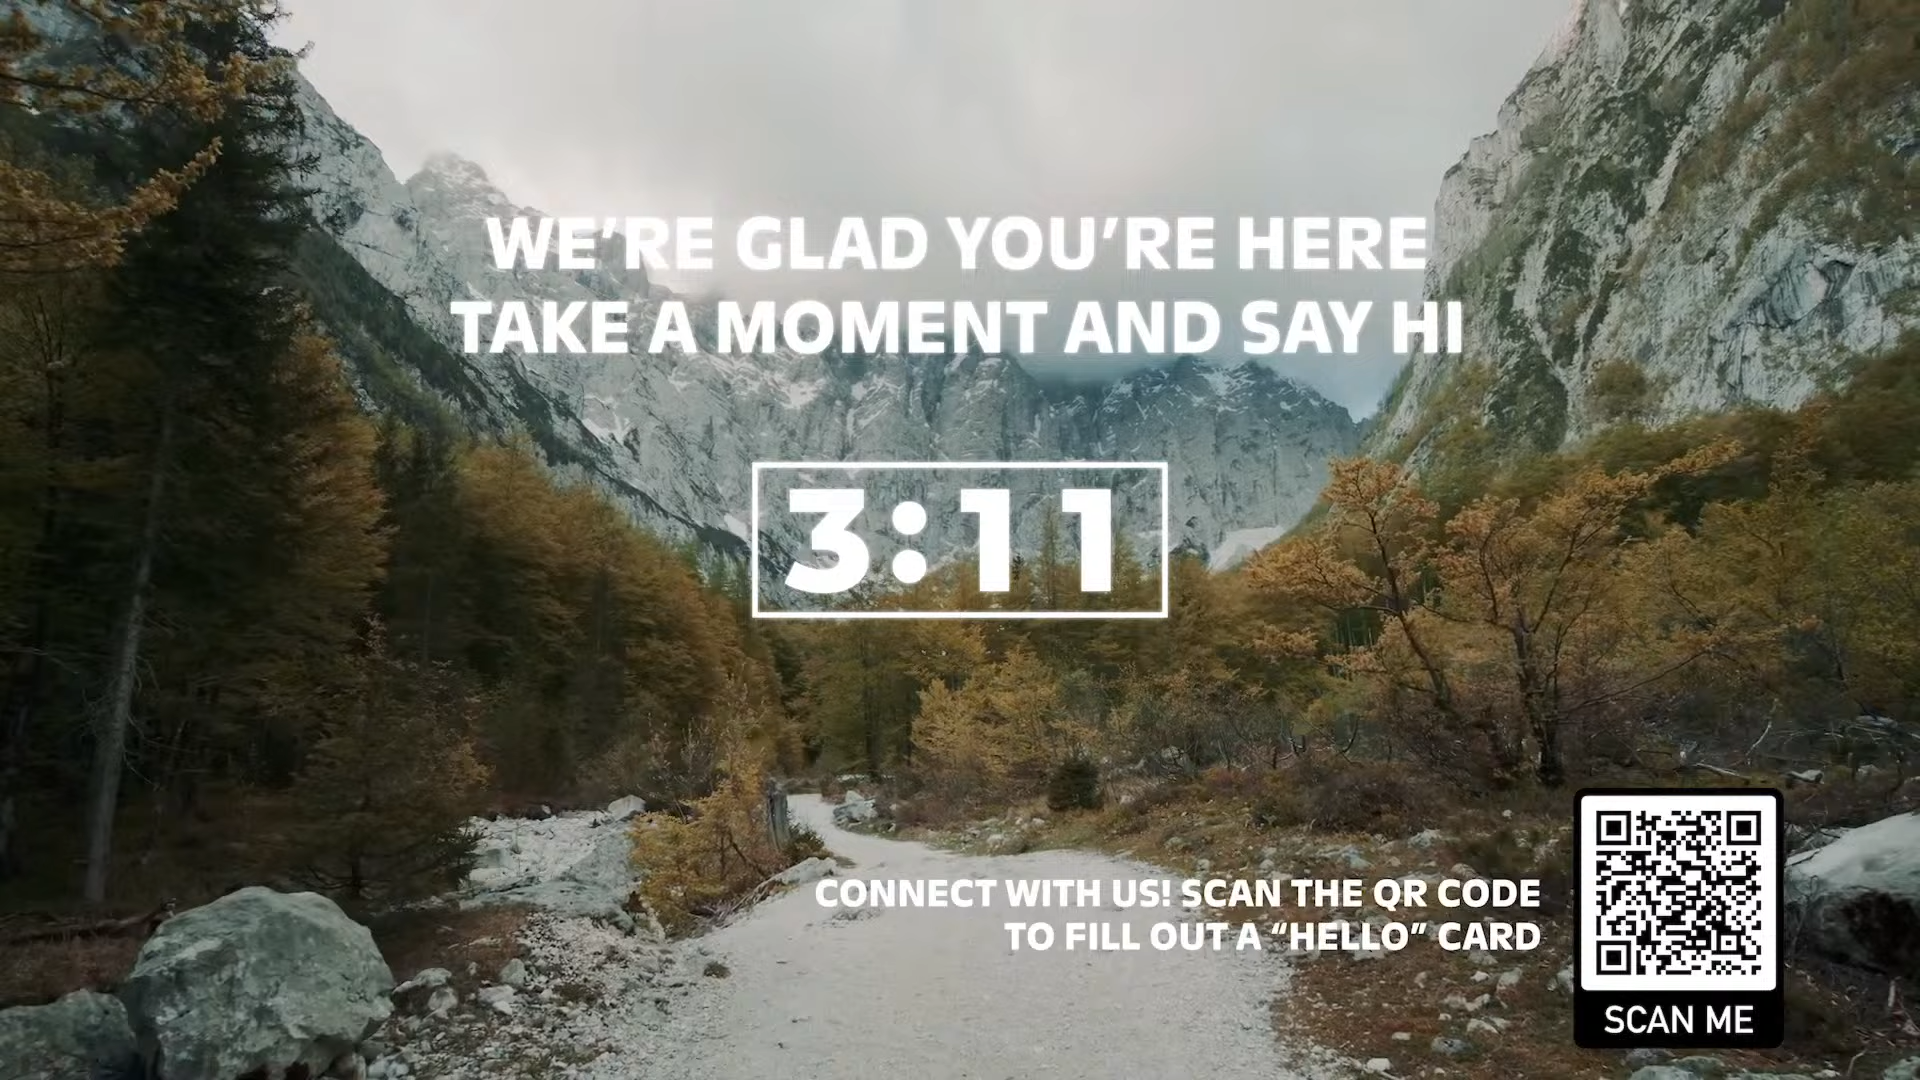 WE’RE GLAD YOU’RE HERE
TAKE A MOMENT AND SAY HI
3:11
CONNECT WITH US! SCAN THE QR CODE
TO FILL OUT A “HELLO” CARD
SCAN ME